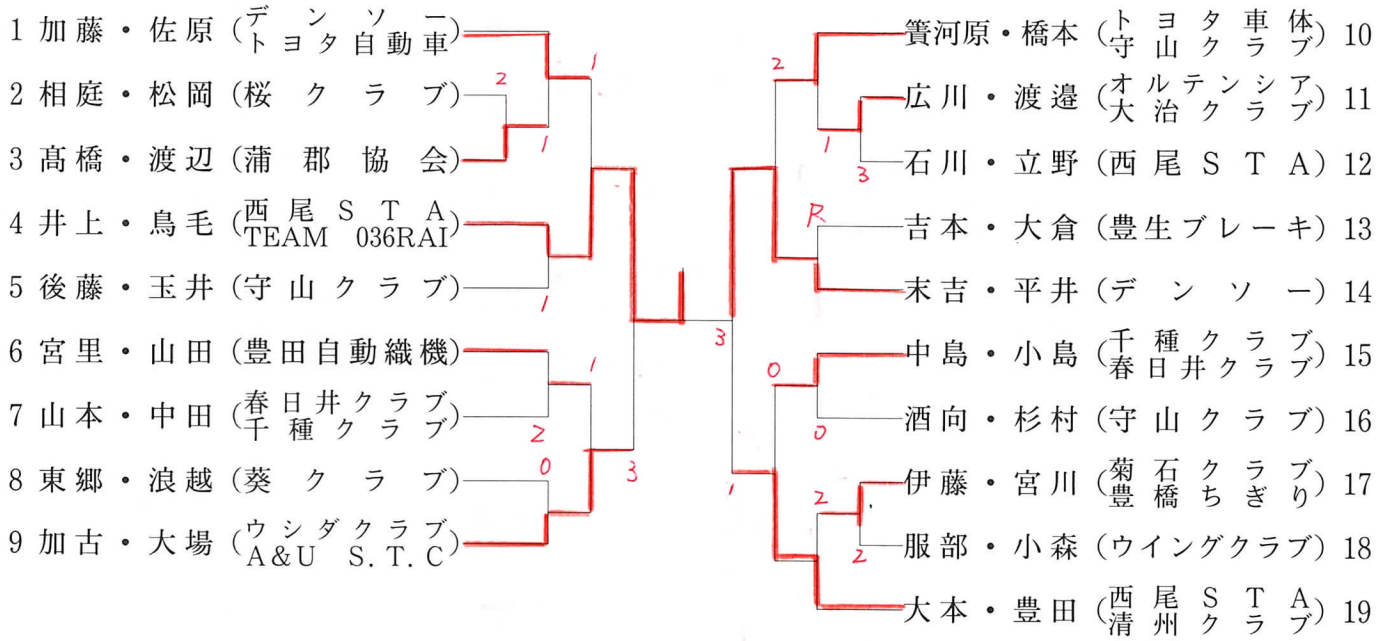 1 加藤・佐原 (デンソー
トヨタ自動車)
2 相庭・松岡 (桜クラブ)
3 髙橋・渡辺 (蒲郡協会)
4 井上・鳥毛 (西尾STA
TEAM 036RAI)
5 後藤・玉井 (守山クラブ)
6 宮里・山田 (豊田自動織機)
7 山本・中田 (春日井クラブ
千種クラブ)
8 東郷・浪越 (葵クラブ)
9 加古・大場 (ウシダクラブ
A&U S.T.C)
1
2
1
1
1
2
0
3
3
簀河原・橋本 (トヨタ車体
守山クラブ) 10
広川・渡邉 (オルテンシア
大治クラブ) 11
石川・立野 (西尾STA) 12
吉本・大倉 (豊生ブレーキ) 13
末吉・平井 (デンソー) 14
中島・小島 (千種クラブ
春日井クラブ) 15
酒向・杉村 (守山クラブ) 16
伊藤・宮川 (菊石クラブ
豊橋ちぎり) 17
服部・小森 (ウイングクラブ) 18
大本・豊田 (西尾STA
清州クラブ) 19
2
1
3
R
0
0
1
2
2